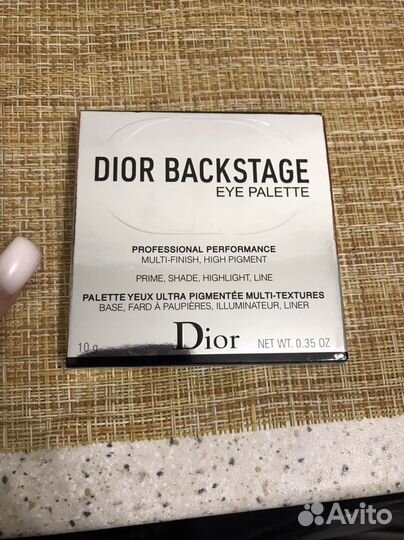 DIOR BACKSTAGE
EYE PALETTE
PROFESSIONAL PERFORMANCE
MULTI-FINISH, HIGH PIGMENT
PRIME, SHADE, HIGHLIGHT, LINE
PALETTE YEUX ULTRA PIGMENTÉE MULTI-TEXTURES
BASE, FARD À PAUPIÈRES, ILLUMINATEUR, LINER
10 g Dior NET WT. 0.35 OZ
Avito